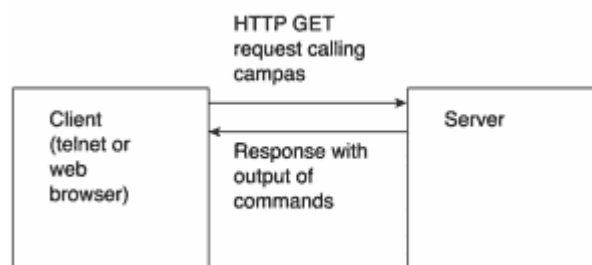 HTTP GET
request calling
campas
Client
(telnet or
web
browser)
Server
Response with
output of
commands